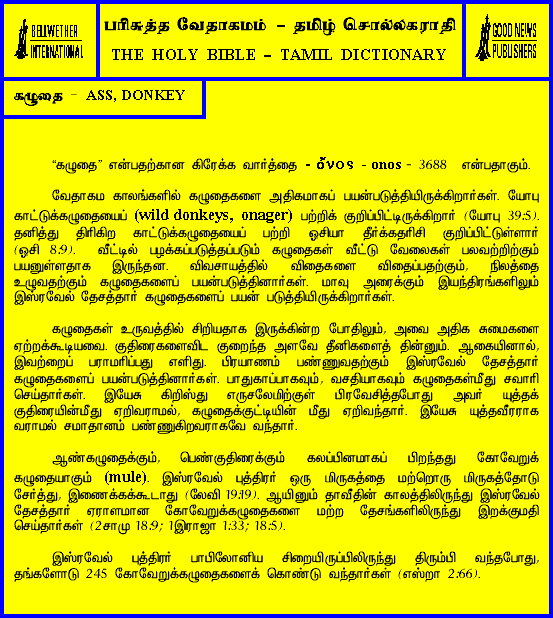 BELLWETHER
INTERNATIONAL
பரிசுத்த வேதாகமம் – தமிழ் சொல்லகராதி
THE HOLY BIBLE – TAMIL DICTIONARY
GOOD NEWS
PUBLISHERS
கழுதை – ASS, DONKEY
“கழுதை” என்பதற்கான கிரேக்க வார்த்தை - ὄνος - onos - 3688 என்பதாகும்.
வேதாகம காலங்களில் கழுதைகளை அதிகமாகப் பயன்படுத்தியிருக்கிறார்கள். யோபு
காட்டுக்கழுதையைப் (wild donkeys, onager) பற்றிக் குறிப்பிட்டிருக்கிறார் (யோபு 39:5).
தனித்து திரிகிற காட்டுக்கழுதையைப் பற்றி ஓசியா தீர்க்கதரிசி குறிப்பிட்டுள்ளார்
(ஓசி 8:9). வீட்டில் பழக்கப்படுத்தப்படும் கழுதைகள் வீட்டு வேலைகள் பலவற்றிற்கும்
பயனுள்ளதாக இருந்தன. விவசாயத்தில் விதைகளை விதைப்பதற்கும், நிலத்தை
உழுவதற்கும் கழுதைகளைப் பயன்படுத்தினார்கள். மாவு அரைக்கும் இயந்திரங்களிலும்
இஸ்ரவேல் தேசத்தார் கழுதைகளைப் பயன் படுத்தியிருக்கிறார்கள்.
கழுதைகள் உருவத்தில் சிறியதாக இருக்கின்ற போதிலும், அவை அதிக சுமைகளை
ஏற்றக்கூடியவை. குதிரைகளைவிட குறைந்த அளவே தீனிகளைத் தின்னும். ஆகையினால்,
இவற்றைப் பராமரிப்பது எளிது. பிரயாணம் பண்ணுவதற்கும் இஸ்ரவேல் தேசத்தார்
கழுதைகளைப் பயன்படுத்தினார்கள். பாதுகாப்பாகவும், வசதியாகவும் கழுதைகள்மீது சவாரி
செய்தார்கள். இயேசு கிறிஸ்து எருசலேமிற்குள் பிரவேசித்தபோது அவர் யுத்தக்
குதிரையின்மீது ஏறிவராமல், கழுதைக்குட்டியின் மீது ஏறிவந்தார். இயேசு யுத்தவீரராக
வராமல் சமாதானம் பண்ணுகிறவராகவே வந்தார்.
ஆண்கழுதைக்கும், பெண்குதிரைக்கும் கலப்பினமாகப் பிறந்தது கோவேறுக்
கழுதையாகும் (mule). இஸ்ரவேல் புத்திரர் ஒரு மிருகத்தை மற்றொரு மிருகத்தோடு
சேர்த்து, இணைக்கக்கூடாது (லேவி 19:19). ஆயினும் தாவீதின் காலத்திலிருந்து இஸ்ரவேல்
தேசத்தார் ஏராளமான கோவேறுக்கழுதைகளை மற்ற தேசங்களிலிருந்து இறக்குமதி
செய்தார்கள் (2சாமு 18:9; 1இராஜா 1:33; 18:5).
இஸ்ரவேல் புத்திரர் பாபிலோனிய சிறையிருப்பிலிருந்து திரும்பி வந்தபோது,
தங்களோடு 245 கோவேறுக்கழுதைகளைக் கொண்டு வந்தார்கள் (எஸ்றா 2:66).